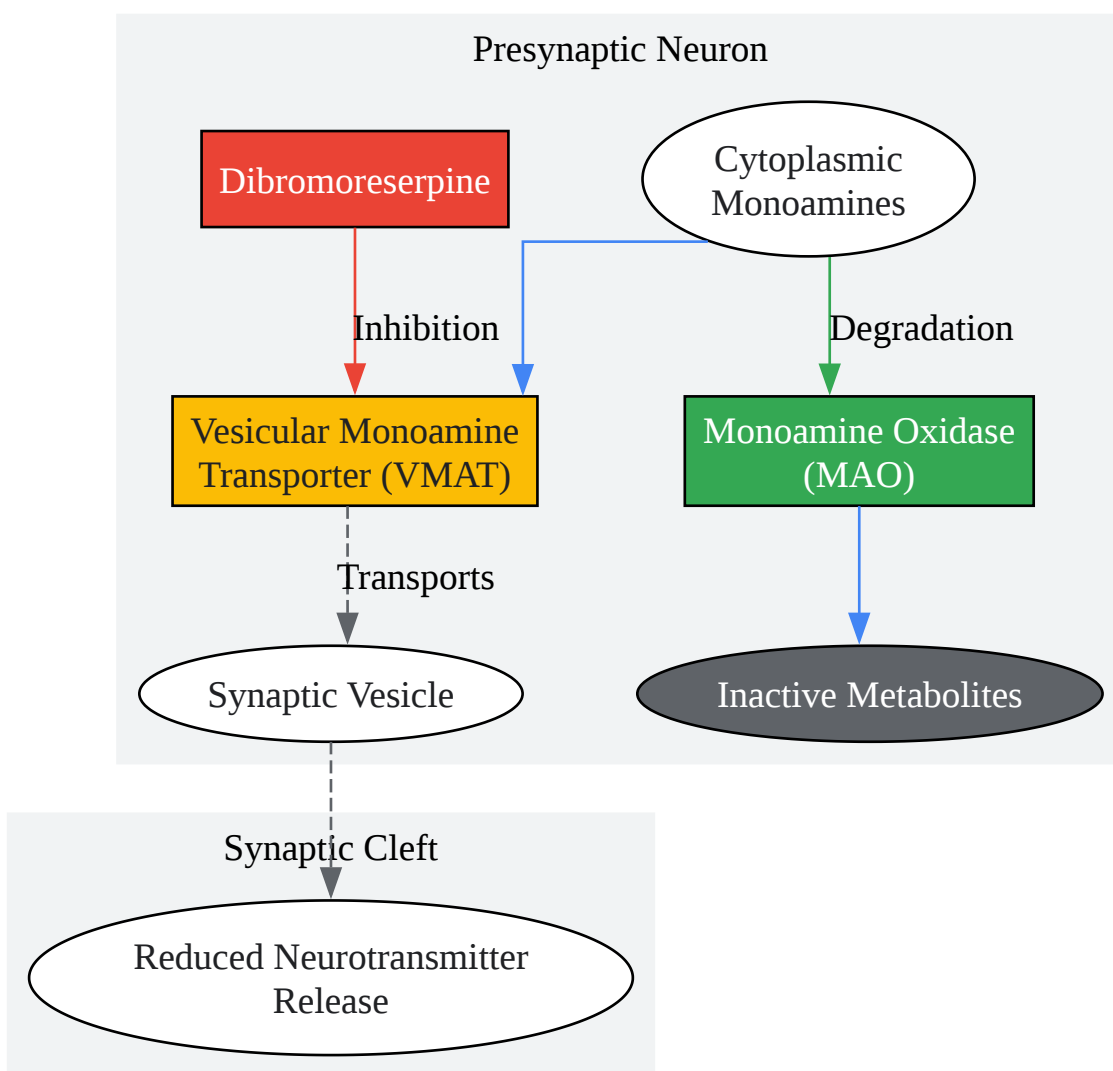 Presynaptic Neuron
Dibromoreserpine
Cytoplasmic
Monoamines
Inhibition
Degradation
Vesicular Monoamine
Transporter (VMAT)
Monoamine Oxidase
(MAO)
Transports
Synaptic Vesicle
Inactive Metabolites
Synaptic Cleft
Reduced Neurotransmitter
Release